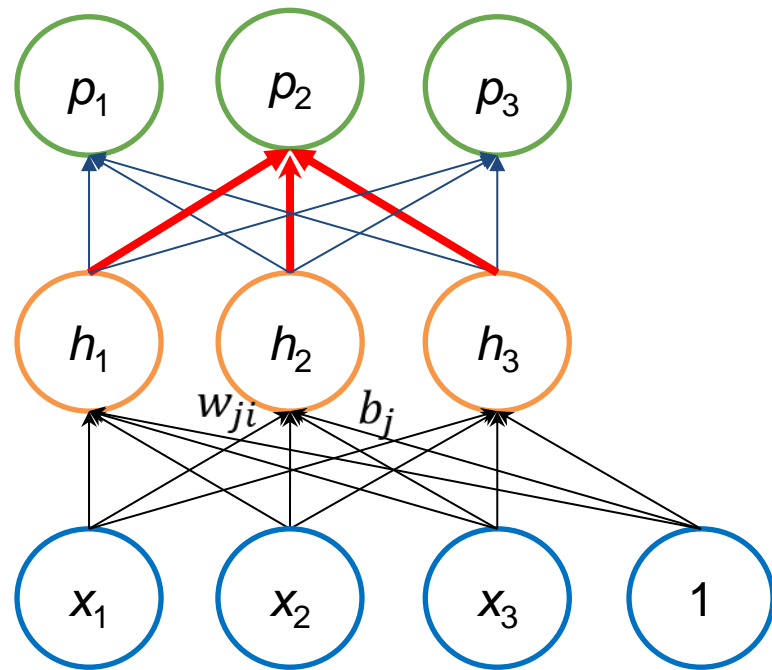 p₁ p₂ p₃
h₁ h₂ h₃
wⱼᵢ bⱼ
x₁ x₂ x₃ 1